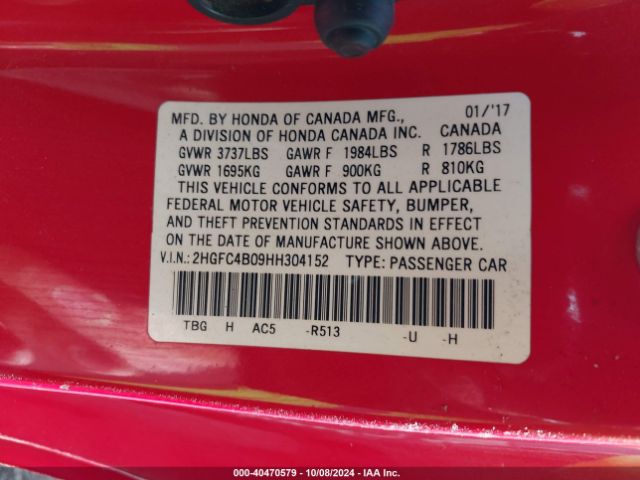 MFD. BY HONDA OF CANADA MFG., 01/'17
A DIVISION OF HONDA CANADA INC. CANADA
GVWR 3737LBS GAWR F 1984LBS R 1786LBS
GVWR 1695KG GAWR F 900KG R 810KG
THIS VEHICLE CONFORMS TO ALL APPLICABLE
FEDERAL MOTOR VEHICLE SAFETY, BUMPER,
AND THEFT PREVENTION STANDARDS IN EFFECT
ON THE DATE OF MANUFACTURE SHOWN ABOVE.
V.I.N.: 2HGFC4B09HH304152 TYPE: PASSENGER CAR
TBG H AC5 -R513 -U -H
000-40470579 - 10/08/2024 - IAA Inc.